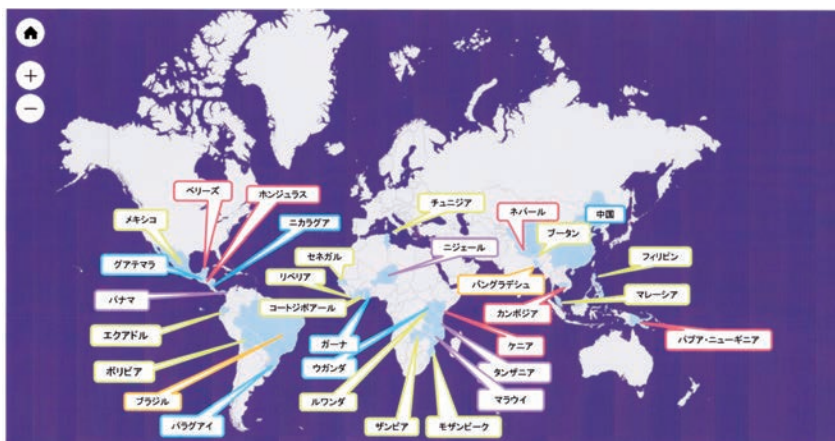 +
−
ベリーズ
ホンジュラス
メキシコ
ニカラグア
グアテマラ
パナマ
エクアドル
ボリビア
ブラジル
パラグアイ
チュニジア
セネガル
ニジェール
リベリア
コートジボアール
ガーナ
ウガンダ
ルワンダ
ザンビア
モザンビーク
マラウイ
タンザニア
ケニア
ネパール
中国
ブータン
バングラデシュ
カンボジア
フィリピン
マレーシア
パプア・ニューギニア